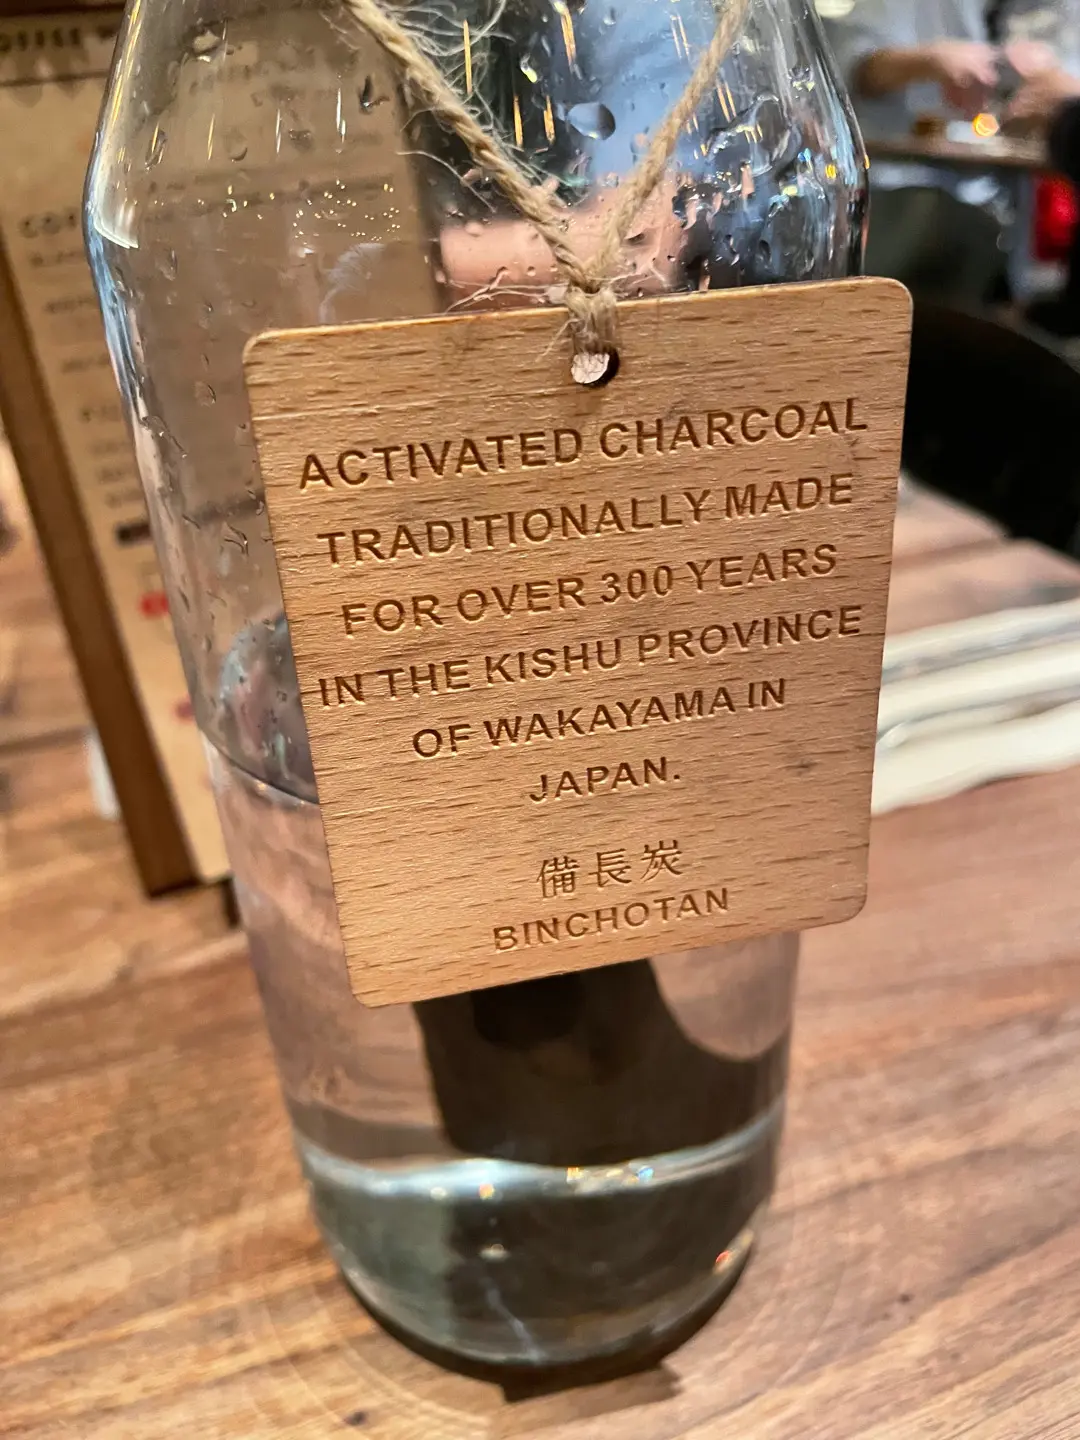 ACTIVATED CHARCOAL
TRADITIONALLY MADE
FOR OVER 300 YEARS
IN THE KISHU PROVINCE
OF WAKAYAMA IN
JAPAN.
備長炭
BINCHOTAN